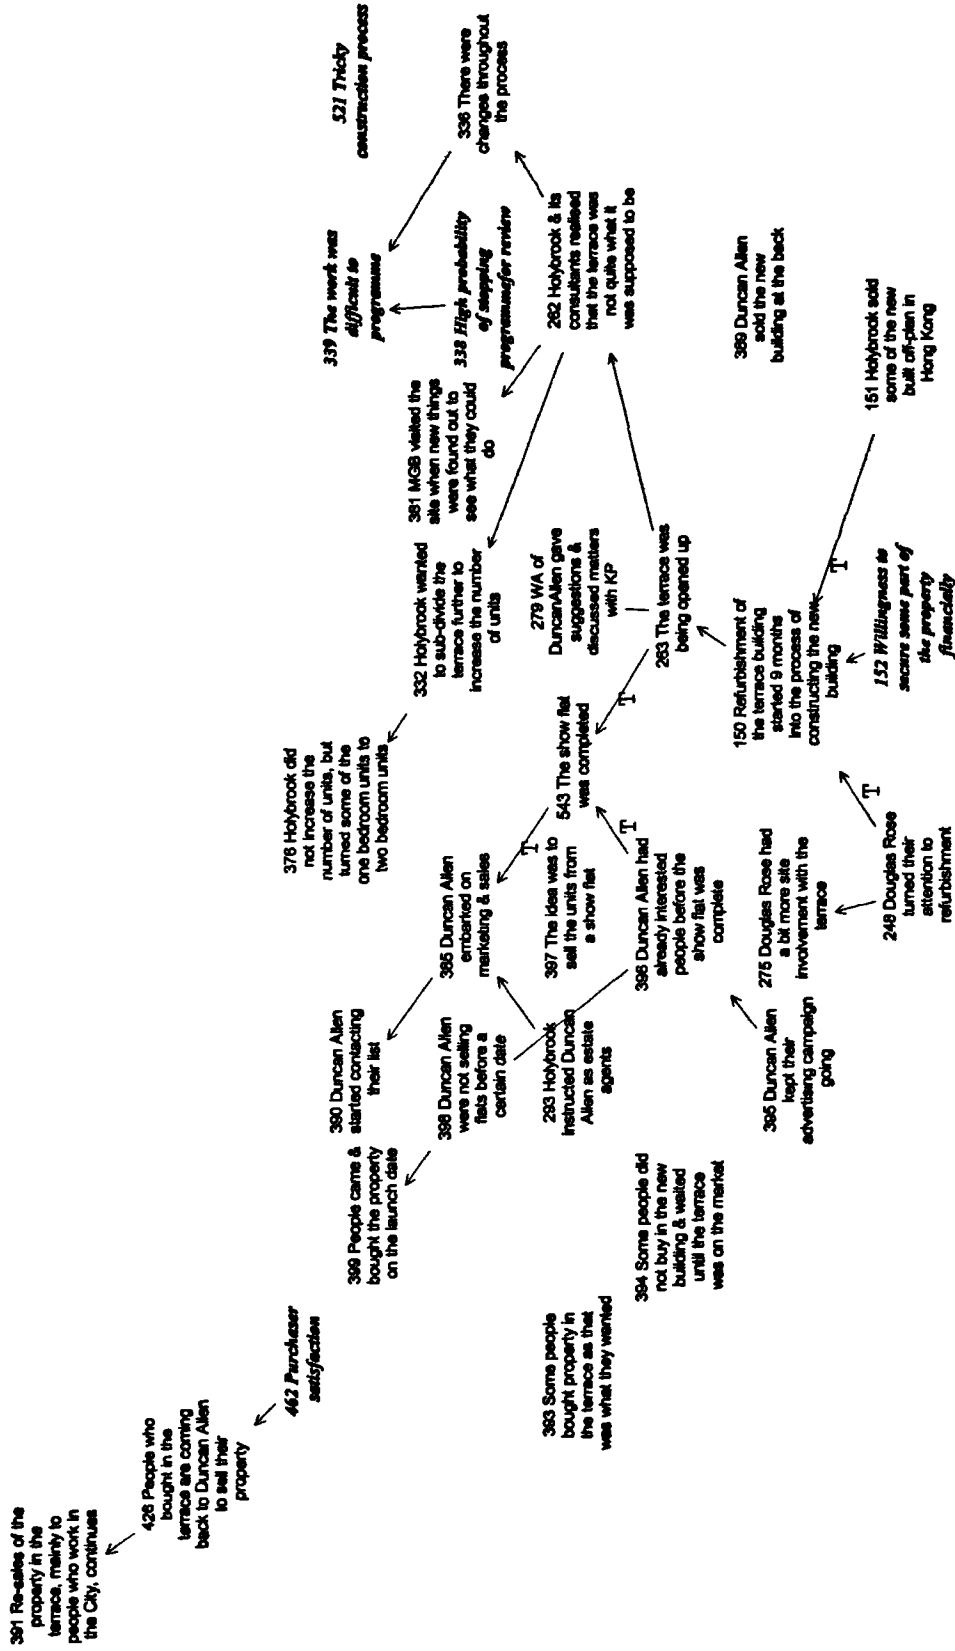 391 Re-sales of the
property in the
terrace, mainly to
people who work in
the City, continues
426 People who
bought in the
terrace are coming
back to Duncan Allen
to sell their
property
462 Purchaser
satisfaction
376 Holybrook did
not increase the
number of units, but
turned some of the
one bedroom units to
two bedroom units
339 The work was
difficult to
programme
521 Tricky
construction process
399 People came &
bought the property
on the launch date
390 Duncan Allen
started contacting
their list
398 Duncan Allen
were not selling
flats before a
certain date
385 Duncan Allen
embarked on
marketing & sales
T
332 Holybrook wanted
to sub-divide the
terrace further to
increase the number
of units
381 MGB visited the
site when new things
were found out to
see what they could
do
338 High probability
of stopping
programmefor review
336 There were
changes throughout
the process
393 Some people
bought property in
the terrace as that
was what they wanted
293 Holybrook
instructed Duncan
Allen as estate
agents
397 The idea was to
sell the units from
a show flat
543 The show flat
was completed
T
T
279 WA of
DuncanAllen gave
suggestions &
discussed matters
with KP
262 Holybrook & its
consultants realised
that the terrace was
not quite what it
was supposed to be
394 Some people did
not buy in the new
building & waited
until the terrace
was on the market
396 Duncan Allen had
already interested
people before the
show flat was
complete
263 The terrace was
being opened up
395 Duncan Allen
kept their
advertising campaign
going
275 Douglas Rose had
a bit more site
involvement with the
terrace
150 Refurbishment of
the terrace building
started 9 months
into the process of
constructing the new
building
T
T
389 Duncan Allen
sold the new
building at the back
248 Douglas Rose
turned their
attention to
refurbishment
152 Willingness to
secure some part of
the property
financially
151 Holybrook sold
some of the new
built off-plan in
Hong Kong